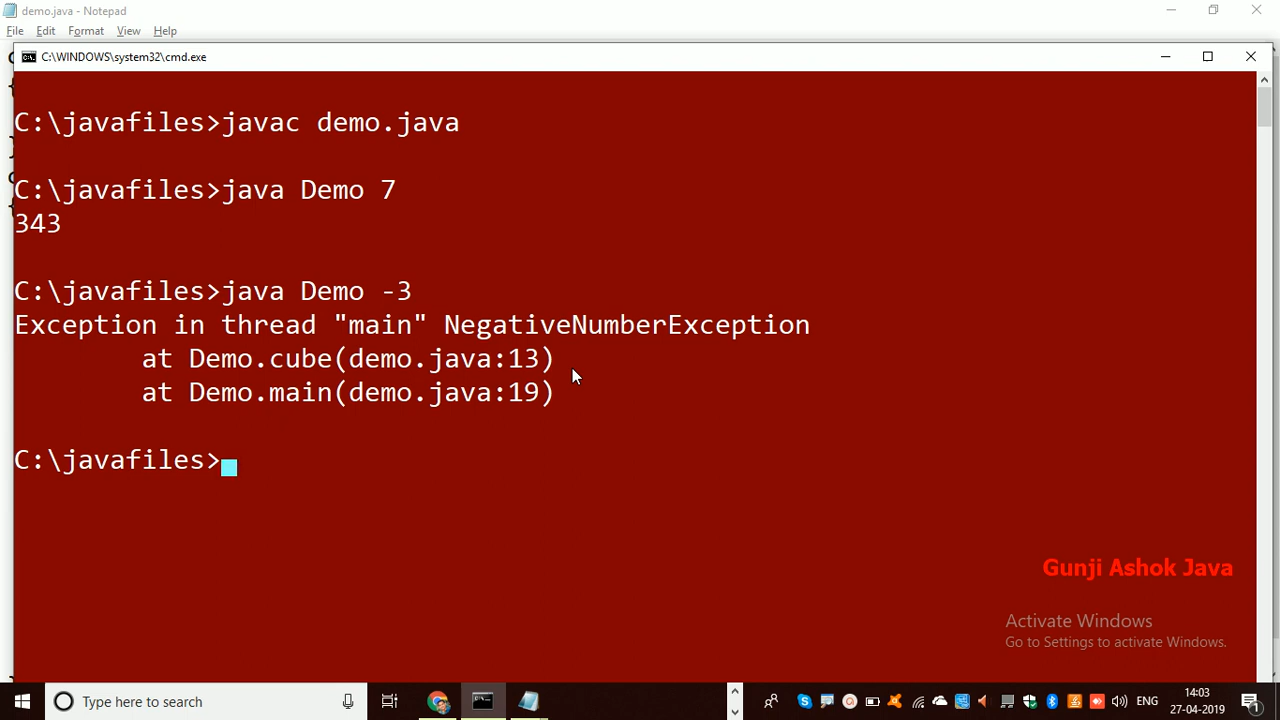 demo.java - Notepad
File Edit Format View Help
C:\WINDOWS\system32\cmd.exe
C:\javafiles>javac demo.java
C:\javafiles>java Demo 7
343
C:\javafiles>java Demo -3
Exception in thread "main" NegativeNumberException
at Demo.cube(demo.java:13)
at Demo.main(demo.java:19)
C:\javafiles>
Gunji Ashok Java
Activate Windows
Go to Settings to activate Windows.
Type here to search
ENG
14:03
27-04-2019
1